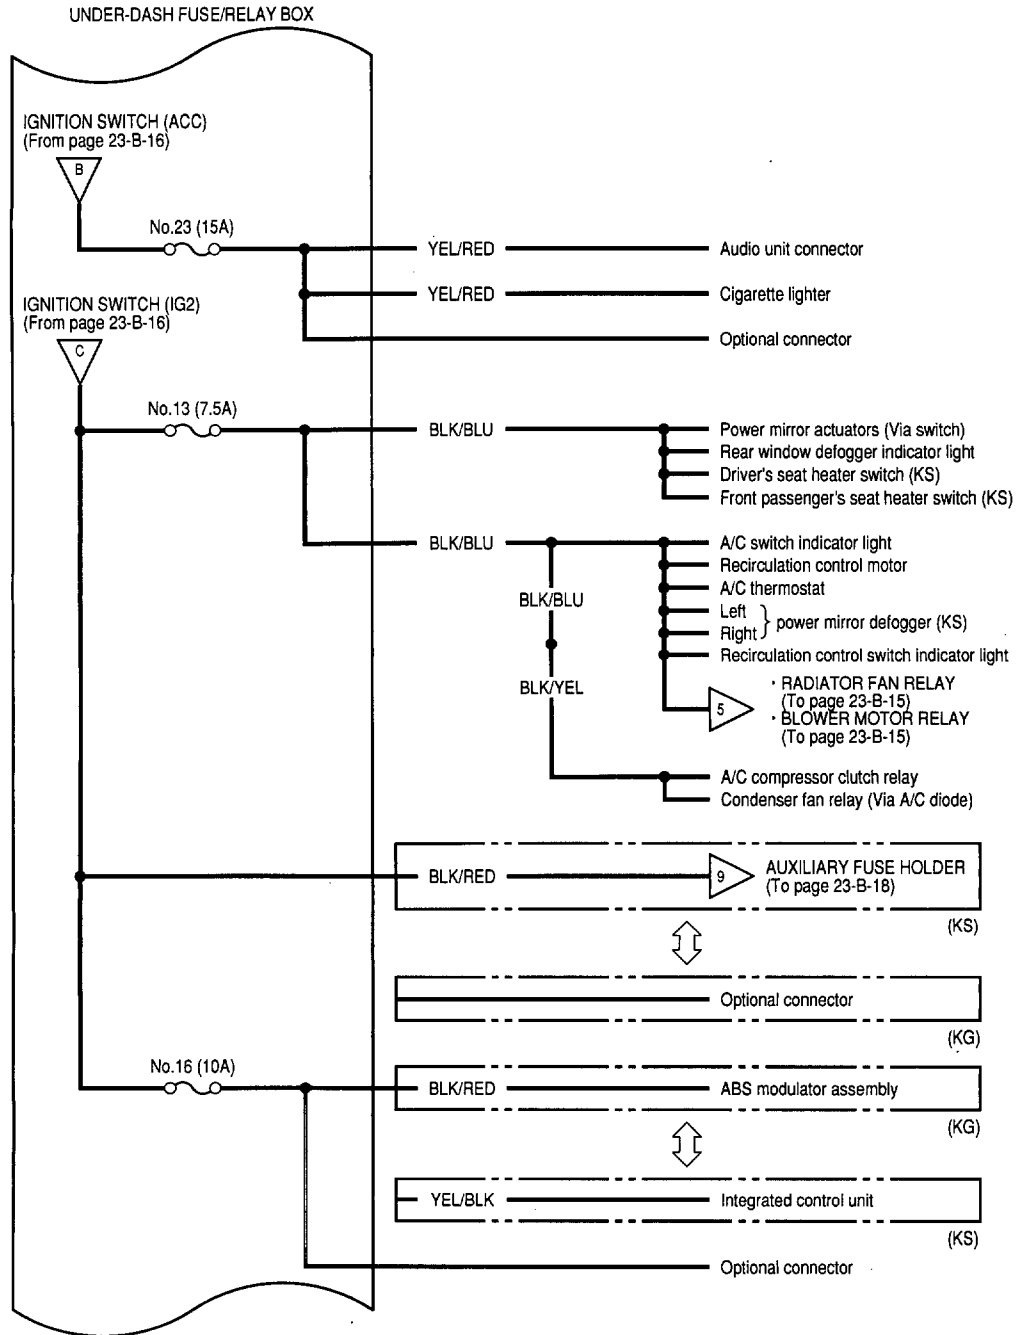 UNDER-DASH FUSE/RELAY BOX
IGNITION SWITCH (ACC)
(From page 23-B-16)
B
No.23 (15A)
YEL/RED
Audio unit connector
YEL/RED
Cigarette lighter
Optional connector
IGNITION SWITCH (IG2)
(From page 23-B-16)
C
No.13 (7.5A)
BLK/BLU
Power mirror actuators (Via switch)
Rear window defogger indicator light
Driver's seat heater switch (KS)
Front passenger's seat heater switch (KS)
BLK/BLU
A/C switch indicator light
Recirculation control motor
A/C thermostat
BLK/BLU
Left
Right
power mirror defogger (KS)
Recirculation control switch indicator light
BLK/YEL
5
• RADIATOR FAN RELAY
(To page 23-B-15)
• BLOWER MOTOR RELAY
(To page 23-B-15)
A/C compressor clutch relay
Condenser fan relay (Via A/C diode)
BLK/RED
9
AUXILIARY FUSE HOLDER
(To page 23-B-18)
(KS)
Optional connector
(KG)
No.16 (10A)
BLK/RED
ABS modulator assembly
(KG)
YEL/BLK
Integrated control unit
(KS)
Optional connector